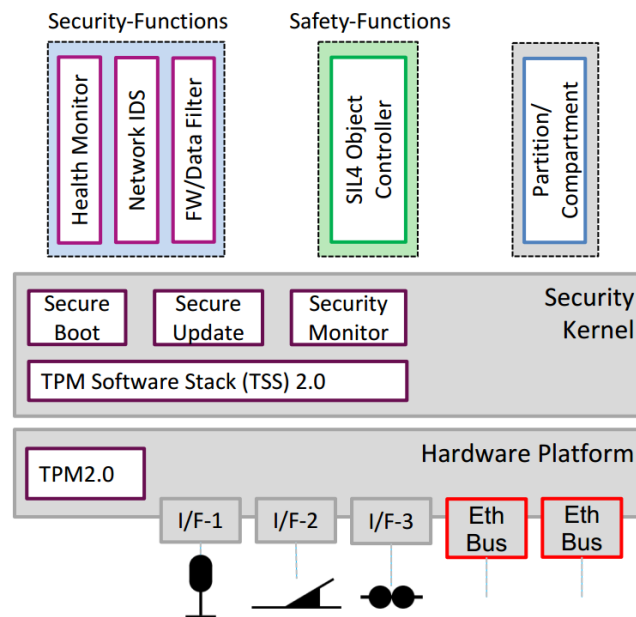 Security-Functions
Safety-Functions
Health Monitor
Network IDS
FW/Data Filter
SIL4 Object
Controller
Partition/
Compartment
Secure
Boot
Secure
Update
Security
Monitor
Security
Kernel
TPM Software Stack (TSS) 2.0
Hardware Platform
TPM2.0
I/F-1
I/F-2
I/F-3
Eth
Bus
Eth
Bus